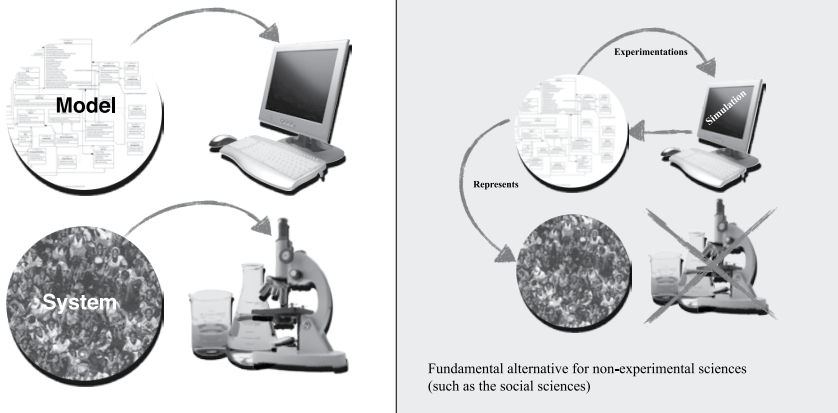 Model
System
Experimentations
Simulation
Represents
Fundamental alternative for non-experimental sciences
(such as the social sciences)